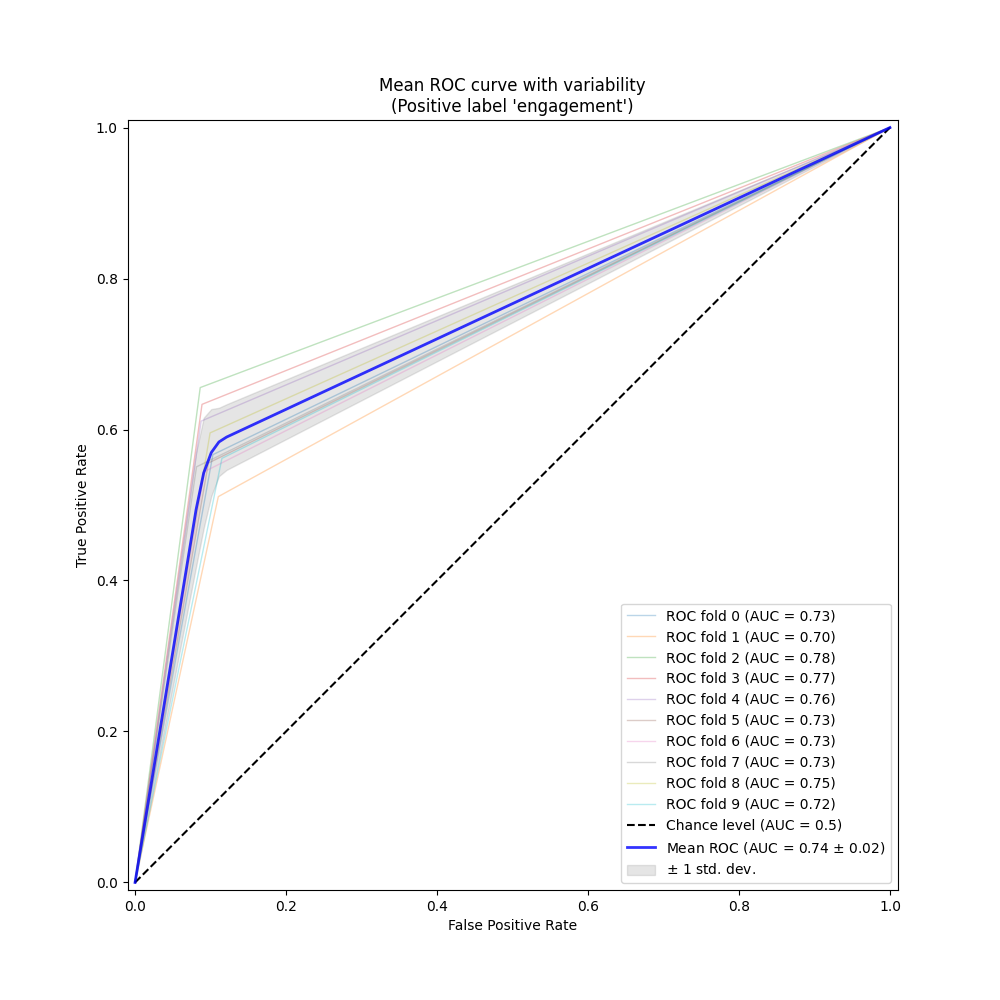 Mean ROC curve with variability
(Positive label 'engagement')
True Positive Rate
1.0
0.8
0.6
0.4
0.2
0.0
ROC fold 0 (AUC = 0.73)
ROC fold 1 (AUC = 0.70)
ROC fold 2 (AUC = 0.78)
ROC fold 3 (AUC = 0.77)
ROC fold 4 (AUC = 0.76)
ROC fold 5 (AUC = 0.73)
ROC fold 6 (AUC = 0.73)
ROC fold 7 (AUC = 0.73)
ROC fold 8 (AUC = 0.75)
ROC fold 9 (AUC = 0.72)
Chance level (AUC = 0.5)
Mean ROC (AUC = 0.74 ± 0.02)
± 1 std. dev.
0.0 0.2 0.4 0.6 0.8 1.0
False Positive Rate